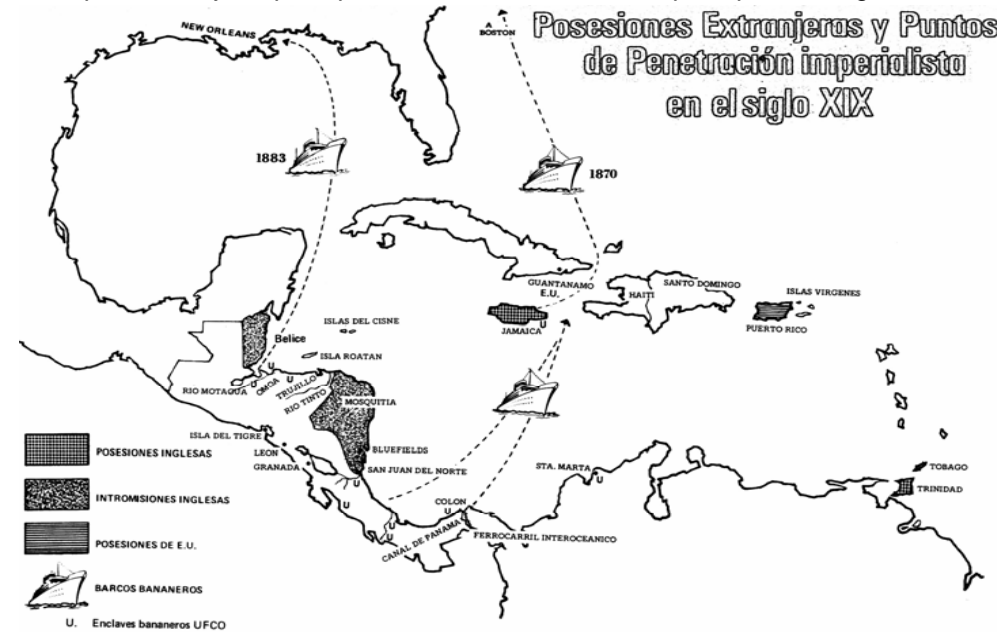 Posesiones Extranjeras y Puntos
de Penetración imperialista
en el siglo XIX
NEW ORLEANS
A
BOSTON
1883
1870
GUANTANAMO
E.U.
HAITI
SANTO DOMINGO
ISLAS VIRGENES
PUERTO RICO
JAMAICA
U
ISLAS DEL CISNE
Belice
ISLA ROATAN
U
U
U
RIO MOTAGUA
OMOA
TRUJILLO
RIO TINTO
MOSQUITIA
ISLA DEL TIGRE
LEON
GRANADA
BLUEFIELDS
SAN JUAN DEL NORTE
U
U
STA. MARTA
U
COLON
U
U
U
U
CANAL DE PANAMA
FERROCARRIL INTEROCEANICO
TOBAGO
TRINIDAD
POSESIONES INGLESAS
INTROMISIONES INGLESAS
POSESIONES DE E.U.
BARCOS BANANEROS
U. Enclaves bananeros UFCO